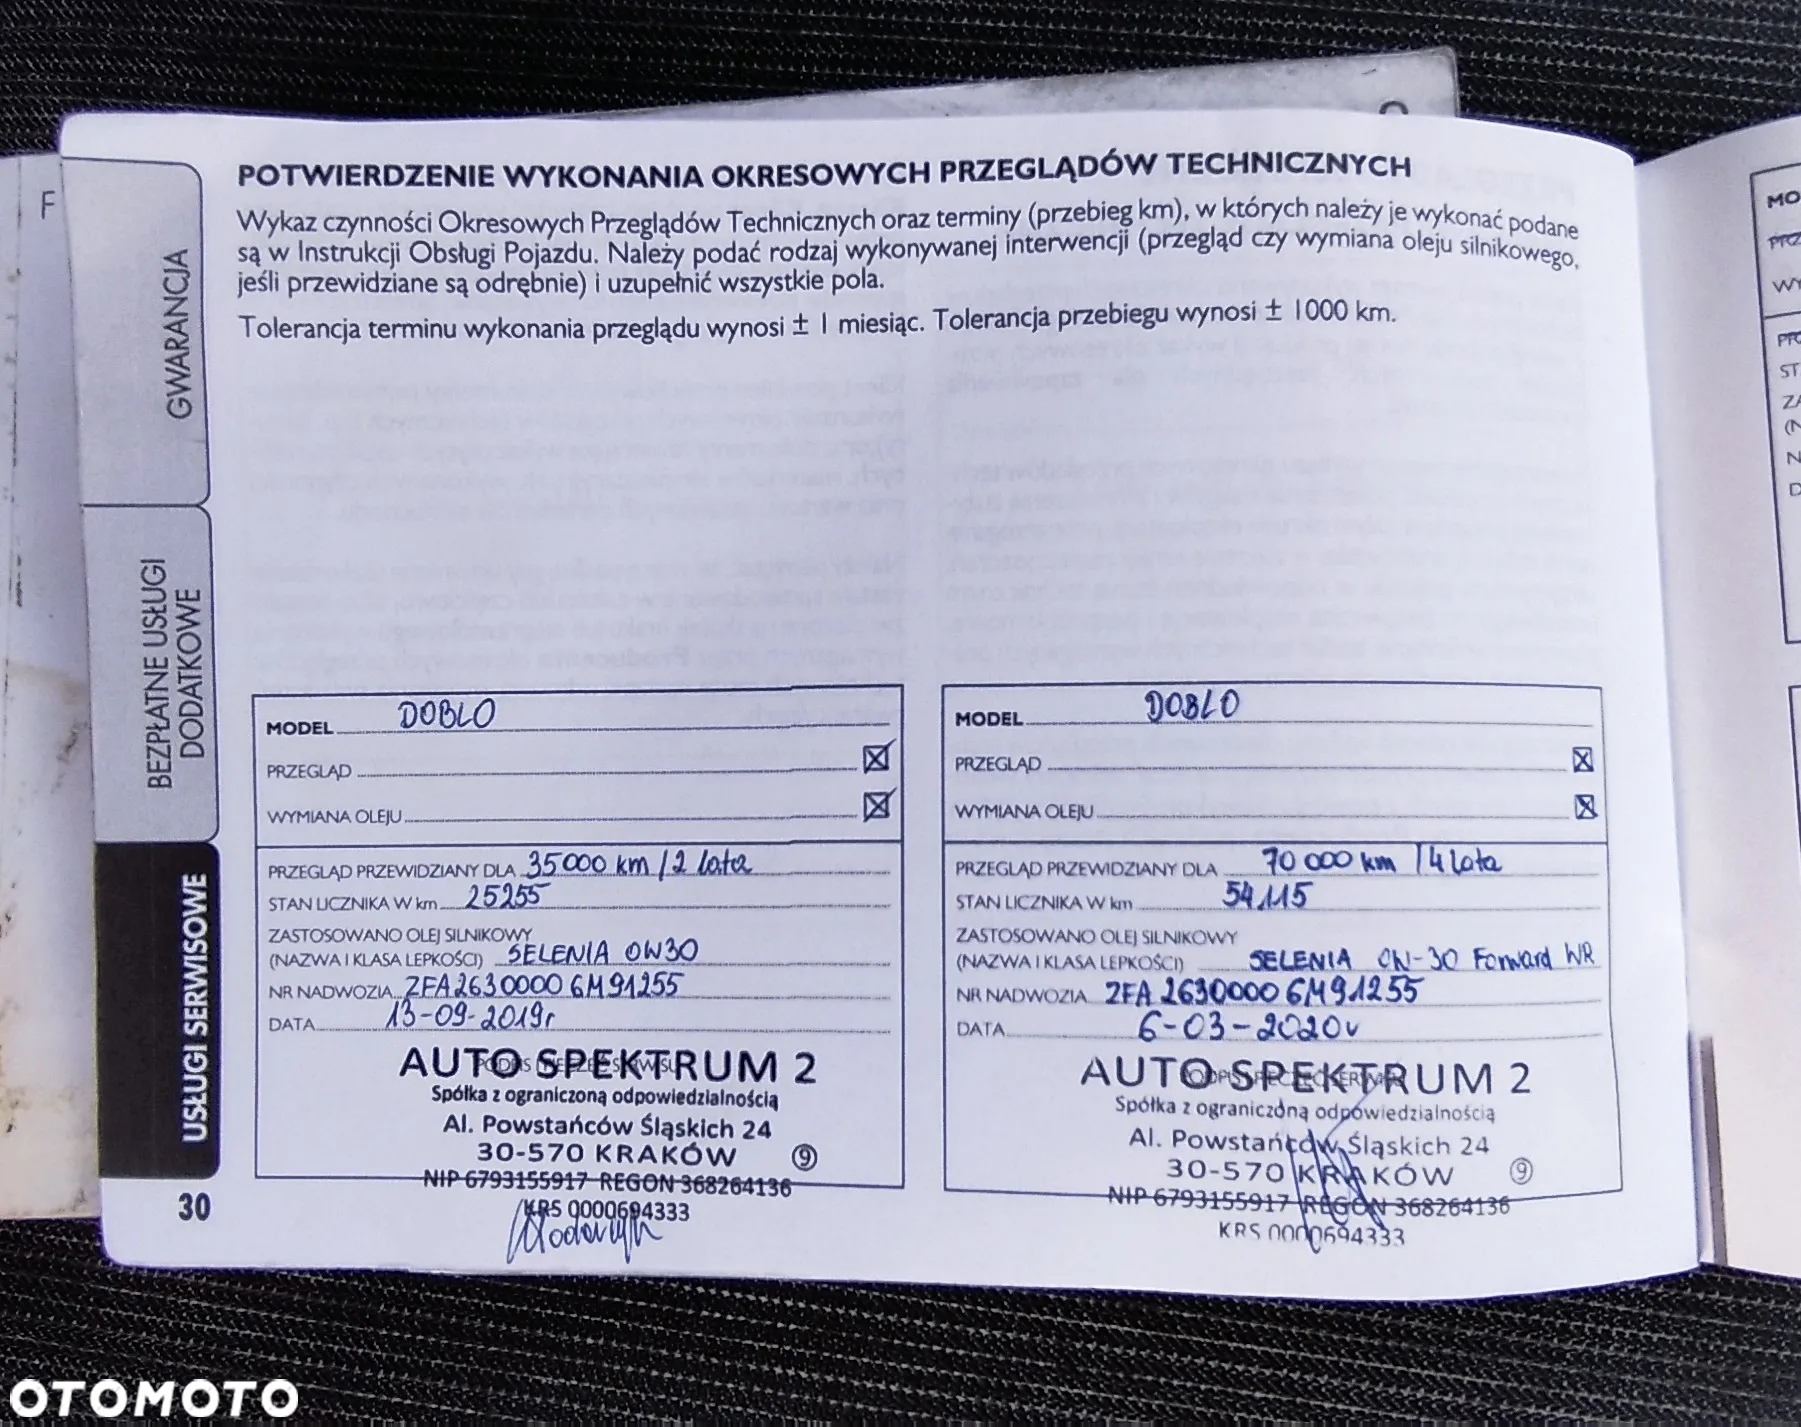 F
GWARANCJA
BEZPŁATNE USŁUGI
DODATKOWE
USŁUGI SERWISOWE
30
POTWIERDZENIE WYKONANIA OKRESOWYCH PRZEGLĄDÓW TECHNICZNYCH
Wykaz czynności Okresowych Przeglądów Technicznych oraz terminy (przebieg km), w których należy je wykonać podane
są w Instrukcji Obsługi Pojazdu. Należy podać rodzaj wykonywanej interwencji (przegląd czy wymiana oleju silnikowego,
jeśli przewidziane są odrębnie) i uzupełnić wszystkie pola.
Tolerancja terminu wykonania przeglądu wynosi ± 1 miesiąc. Tolerancja przebiegu wynosi ± 1000 km.
MODEL DOBLO
PRZEGLĄD
WYMIANA OLEJU
PRZEGLĄD PRZEWIDZIANY DLA 35000 km / 2 lata
STAN LICZNIKA W km 25255
ZASTOSOWANO OLEJ SILNIKOWY
(NAZWA I KLASA LEPKOŚCI) SELENIA 0W30
NR NADWOZIA ZFA2630000 6M91255
DATA 13-09-2019r
AUTO SPEKTRUM 2
Spółka z ograniczoną odpowiedzialnością
Al. Powstańców Śląskich 24
30-570 KRAKÓW 9
NIP 6793155917 REGON 368264136
KRS 0000694333
MODEL DOBLO
PRZEGLĄD
WYMIANA OLEJU
PRZEGLĄD PRZEWIDZIANY DLA 70 000 km / 4 lata
STAN LICZNIKA W km 54115
ZASTOSOWANO OLEJ SILNIKOWY
(NAZWA I KLASA LEPKOŚCI) SELENIA 0W-30 Forward WR
NR NADWOZIA ZFA 2630000 6M91255
DATA 6-03-2020r
AUTO SPEKTRUM 2
Spółka z ograniczoną odpowiedzialnością
Al. Powstańców Śląskich 24
30-570 KRAKÓW 9
NIP 6793155917 REGON 368264136
KRS 0000694333
MO
WY
ST
ZA
(N
N
D
OTOMOTO